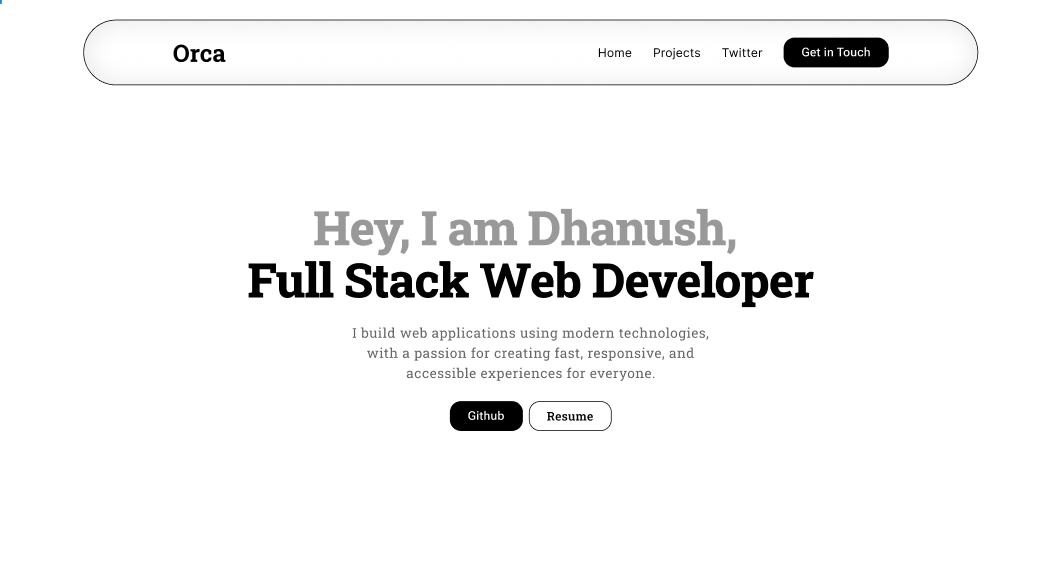 Orca
Home Projects Twitter Get in Touch
Hey, I am Dhanush,
Full Stack Web Developer
I build web applications using modern technologies,
with a passion for creating fast, responsive, and
accessible experiences for everyone.
Github Resume